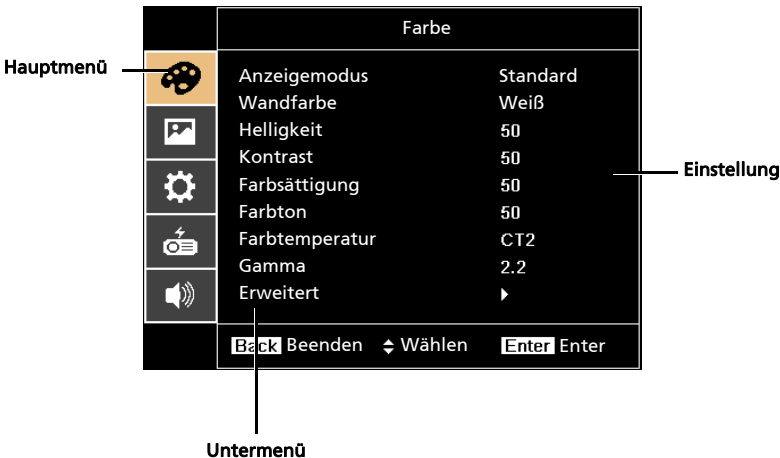 Farbe
Hauptmenü
Anzeigemodus Standard
Wandfarbe Weiß
Helligkeit 50
Kontrast 50
Einstellung
Farbsättigung 50
Farbton 50
Farbtemperatur CT2
Gamma 2.2
Erweitert
Back Beenden Wählen Enter Enter
Untermenü